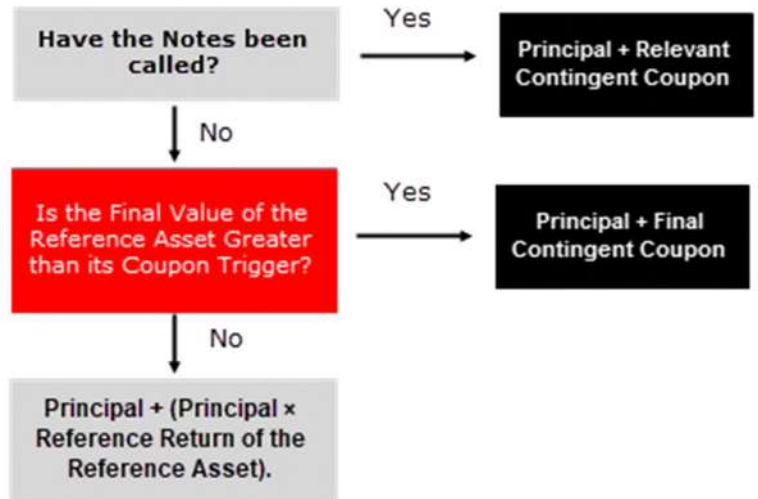 Have the Notes been
called?
Yes
Principal + Relevant
Contingent Coupon
No
Is the Final Value of the
Reference Asset Greater
than its Coupon Trigger?
Yes
Principal + Final
Contingent Coupon
No
Principal + (Principal ×
Reference Return of the
Reference Asset).